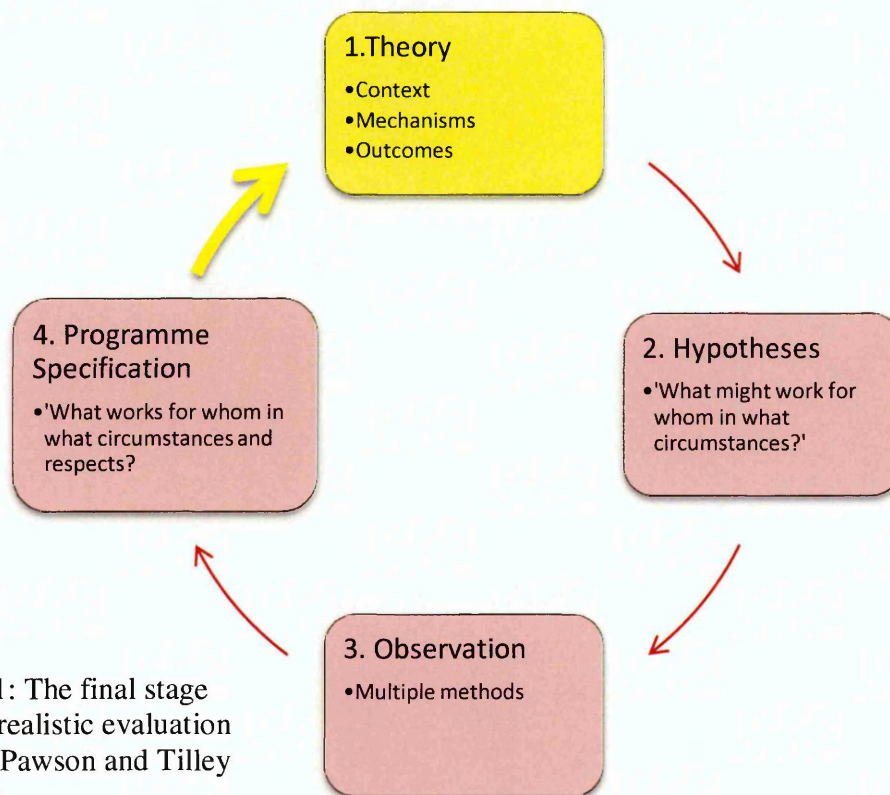 1.Theory
•Context
•Mechanisms
•Outcomes
2. Hypotheses
•'What might work for
whom in what
circumstances?'
3. Observation
•Multiple methods
4. Programme
Specification
•'What works for whom in
what circumstances and
respects?
: The final stage
realistic evaluation
Pawson and Tilley